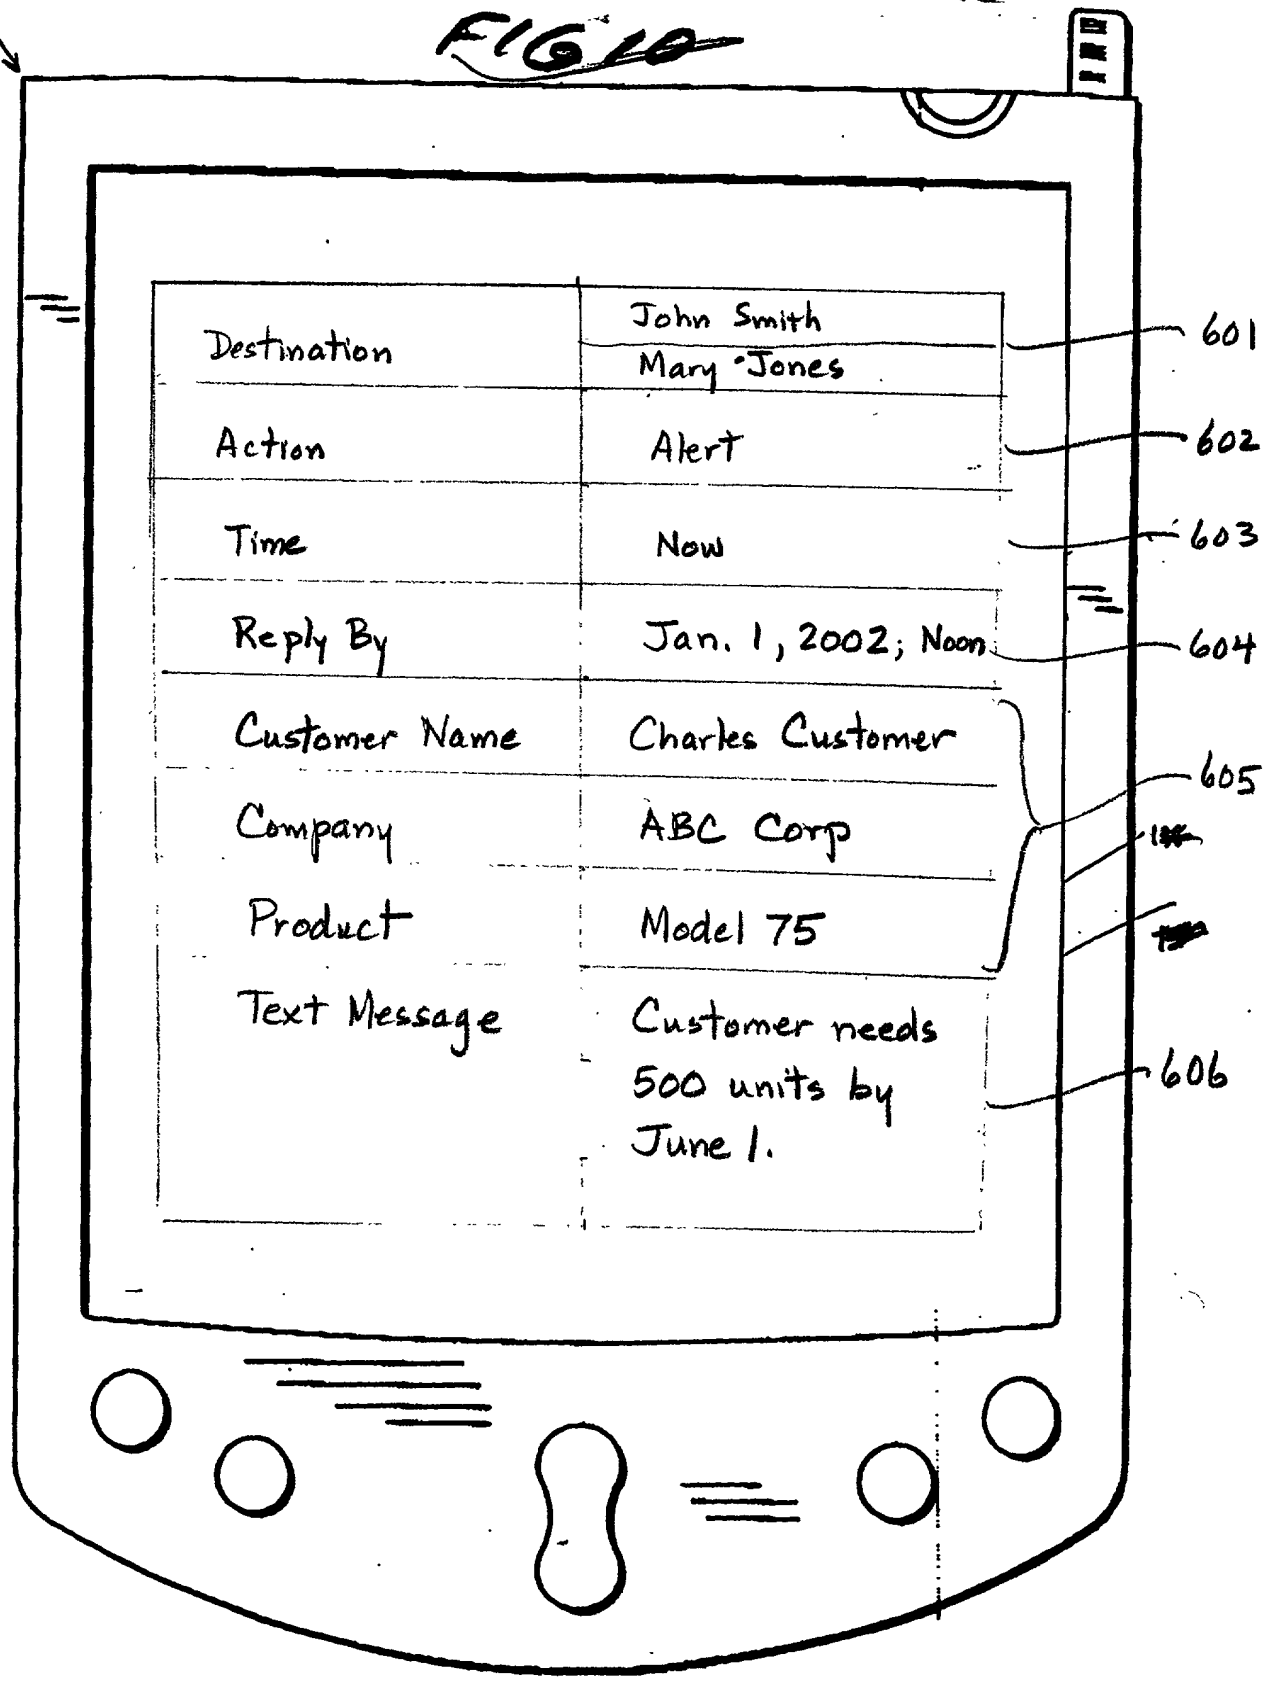 FIG 10
Destination
John Smith
Mary Jones
601
Action
Alert
602
Time
Now
603
Reply By
Jan. 1, 2002; Noon
604
Customer Name
Charles Customer
605
Company
ABC Corp
Product
Model 75
Text Message
Customer needs
500 units by
June 1.
606